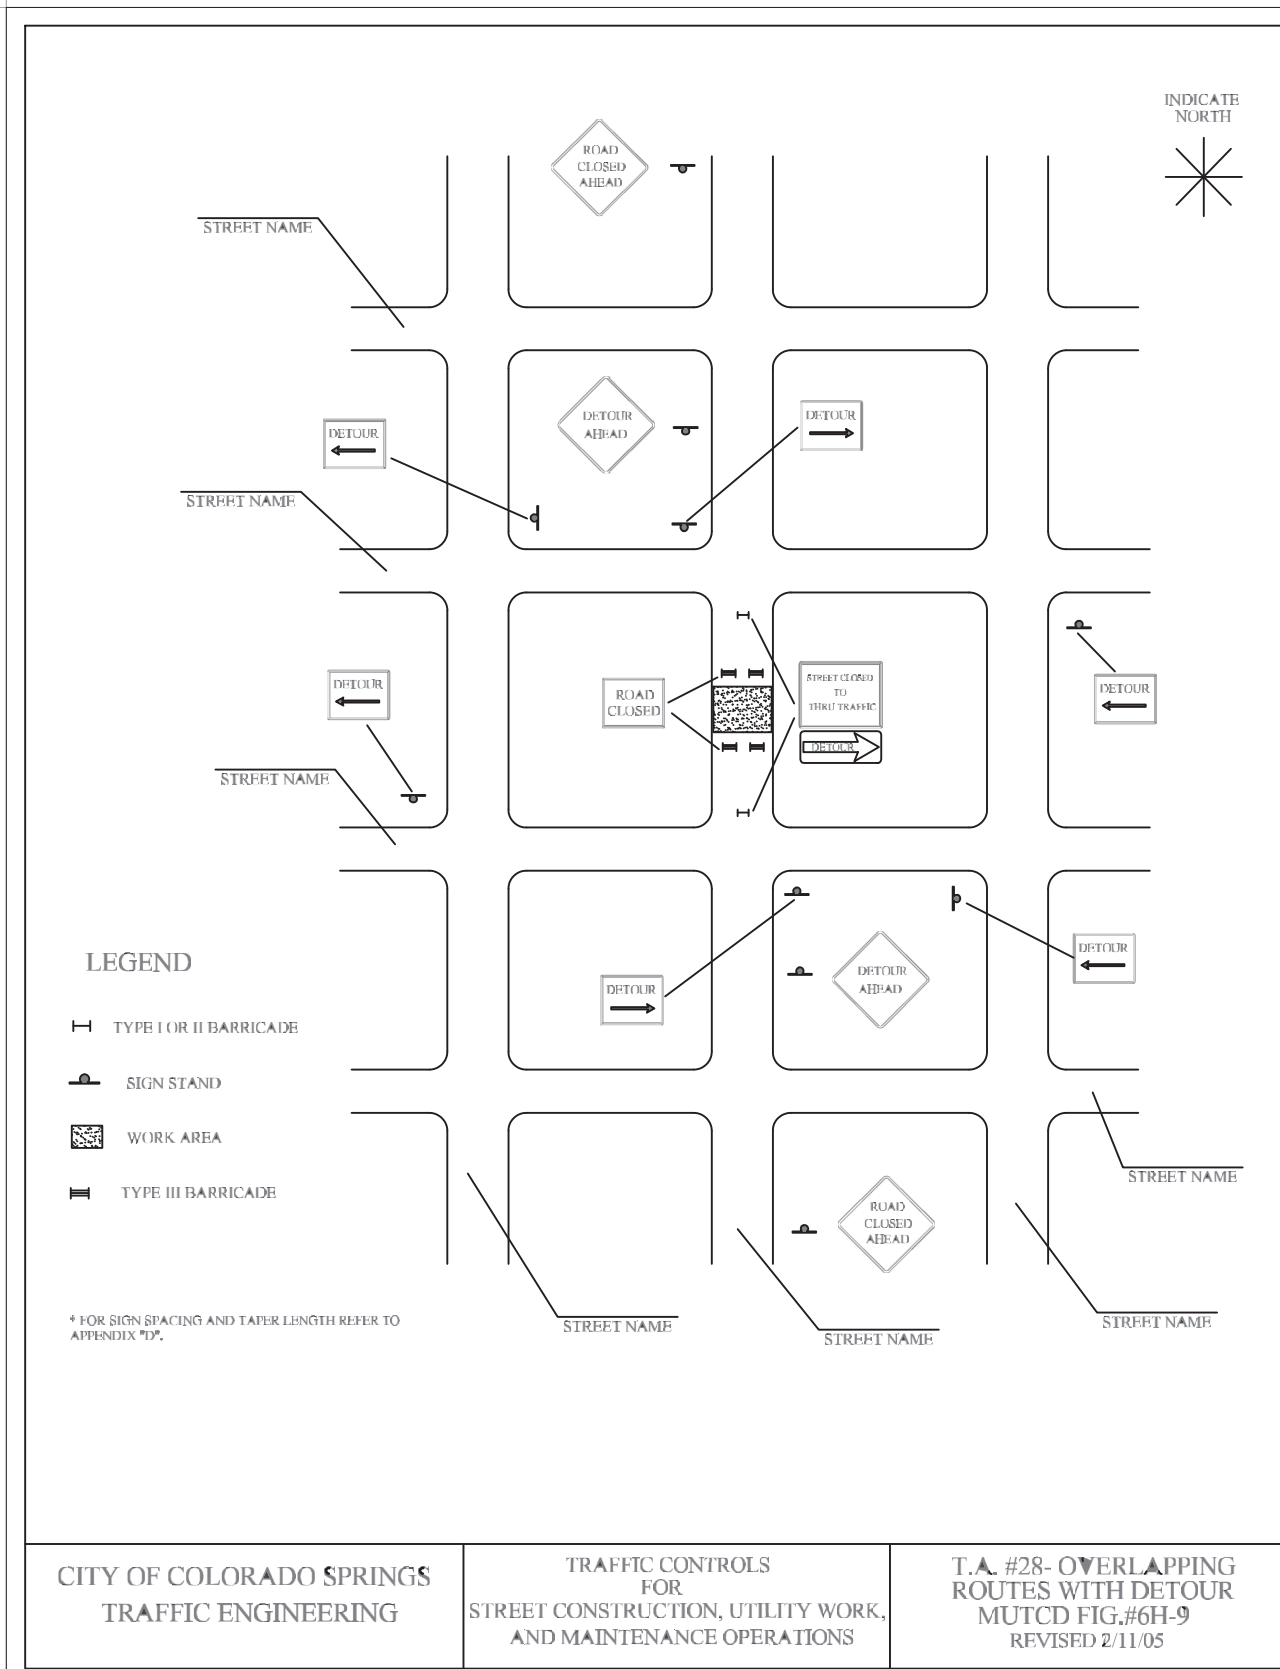 INDICATE
NORTH
ROAD
CLOSED
AHEAD
STREET NAME
DETOUR
AHEAD
DETOUR
DETOUR
STREET NAME
DETOUR
ROAD
CLOSED
STREET CLOSED
TO
THRU TRAFFIC
DETOUR
DETOUR
STREET NAME
LEGEND
TYPE I OR II BARRICADE
SIGN STAND
WORK AREA
TYPE III BARRICADE
DETOUR
DETOUR
AHEAD
DETOUR
STREET NAME
ROAD
CLOSED
AHEAD
* FOR SIGN SPACING AND TAPER LENGTH REFER TO
APPENDIX "D".
STREET NAME
STREET NAME
STREET NAME
CITY OF COLORADO SPRINGS
TRAFFIC ENGINEERING
TRAFFIC CONTROLS
FOR
STREET CONSTRUCTION, UTILITY WORK,
AND MAINTENANCE OPERATIONS
T.A. #28- OVERLAPPING
ROUTES WITH DETOUR
MUTCD FIG.#6H-9
REVISED 2/11/05